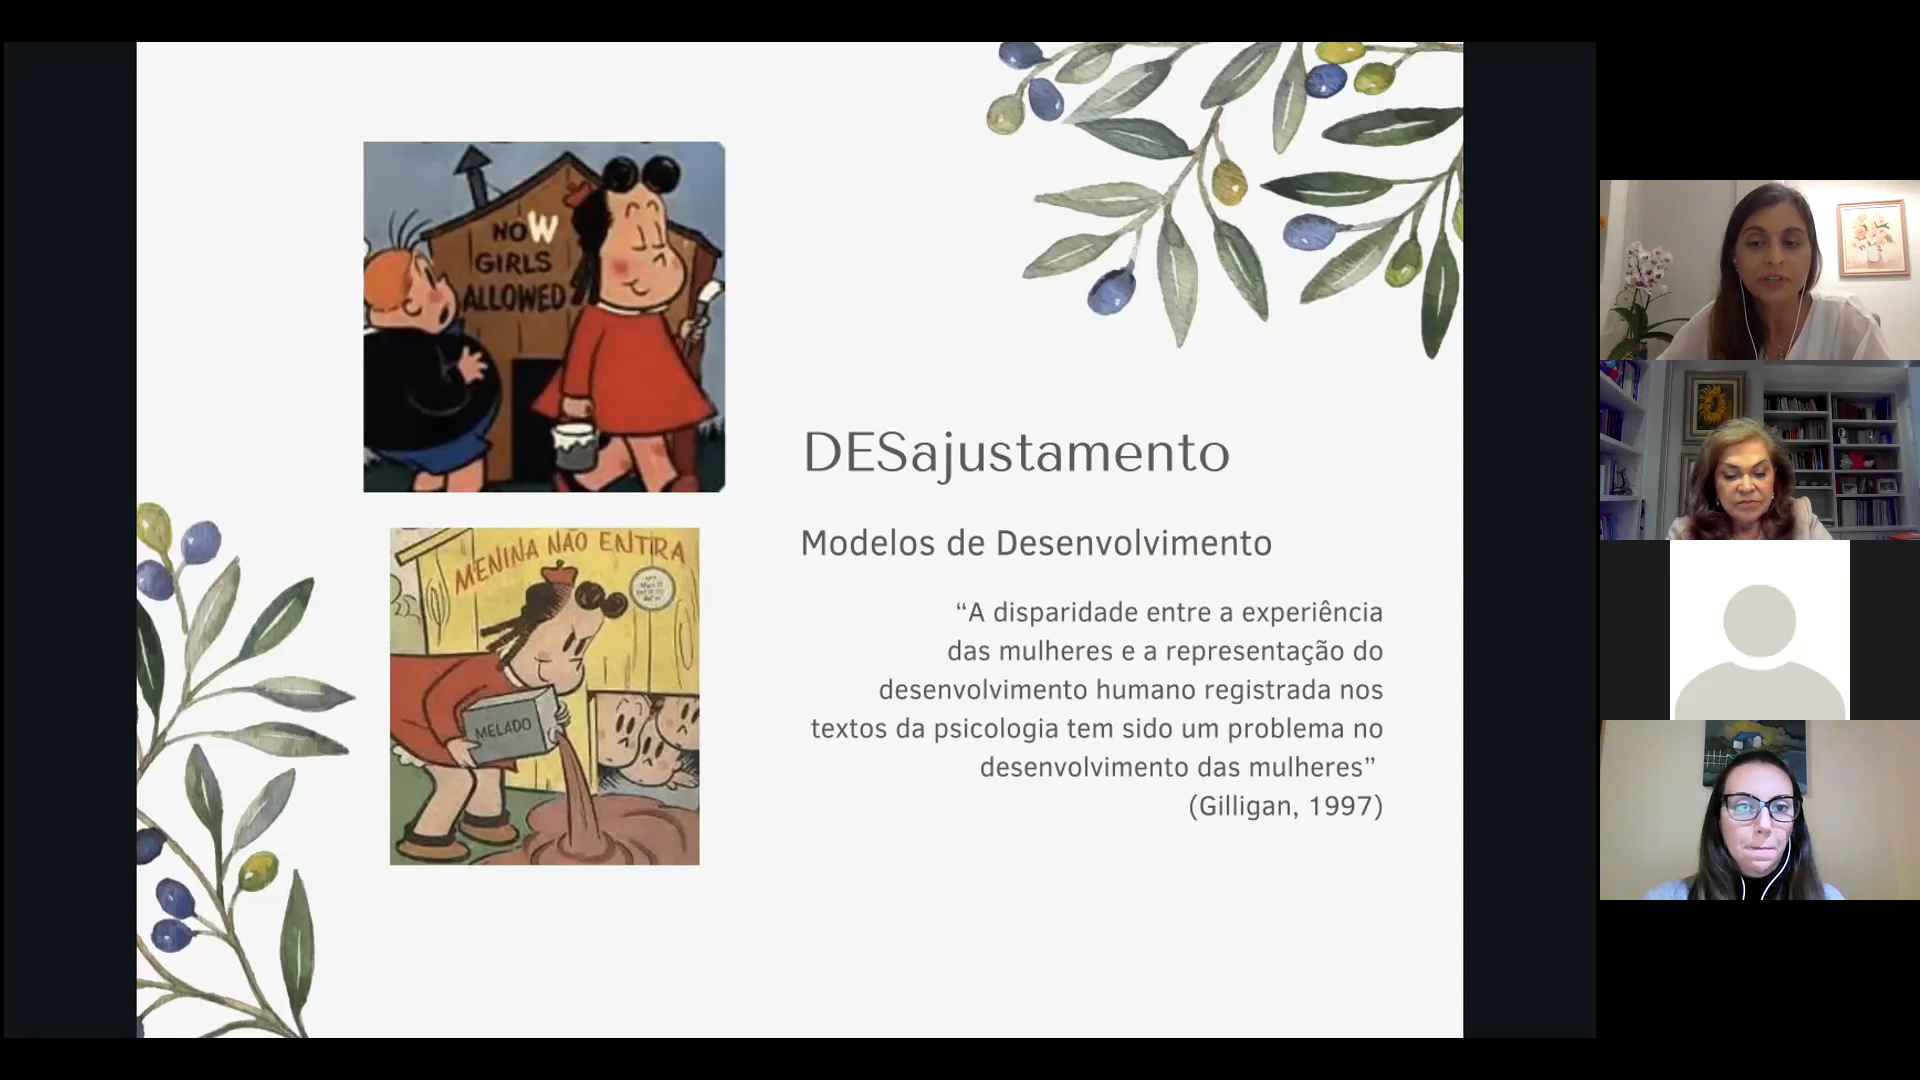 NOW
GIRLS
ALLOWED
MENINA NÃO ENTRA
MELADO
DESajustamento
Modelos de Desenvolvimento
“A disparidade entre a experiência
das mulheres e a representação do
desenvolvimento humano registrada nos
textos da psicologia tem sido um problema no
desenvolvimento das mulheres”
(Gilligan, 1997)